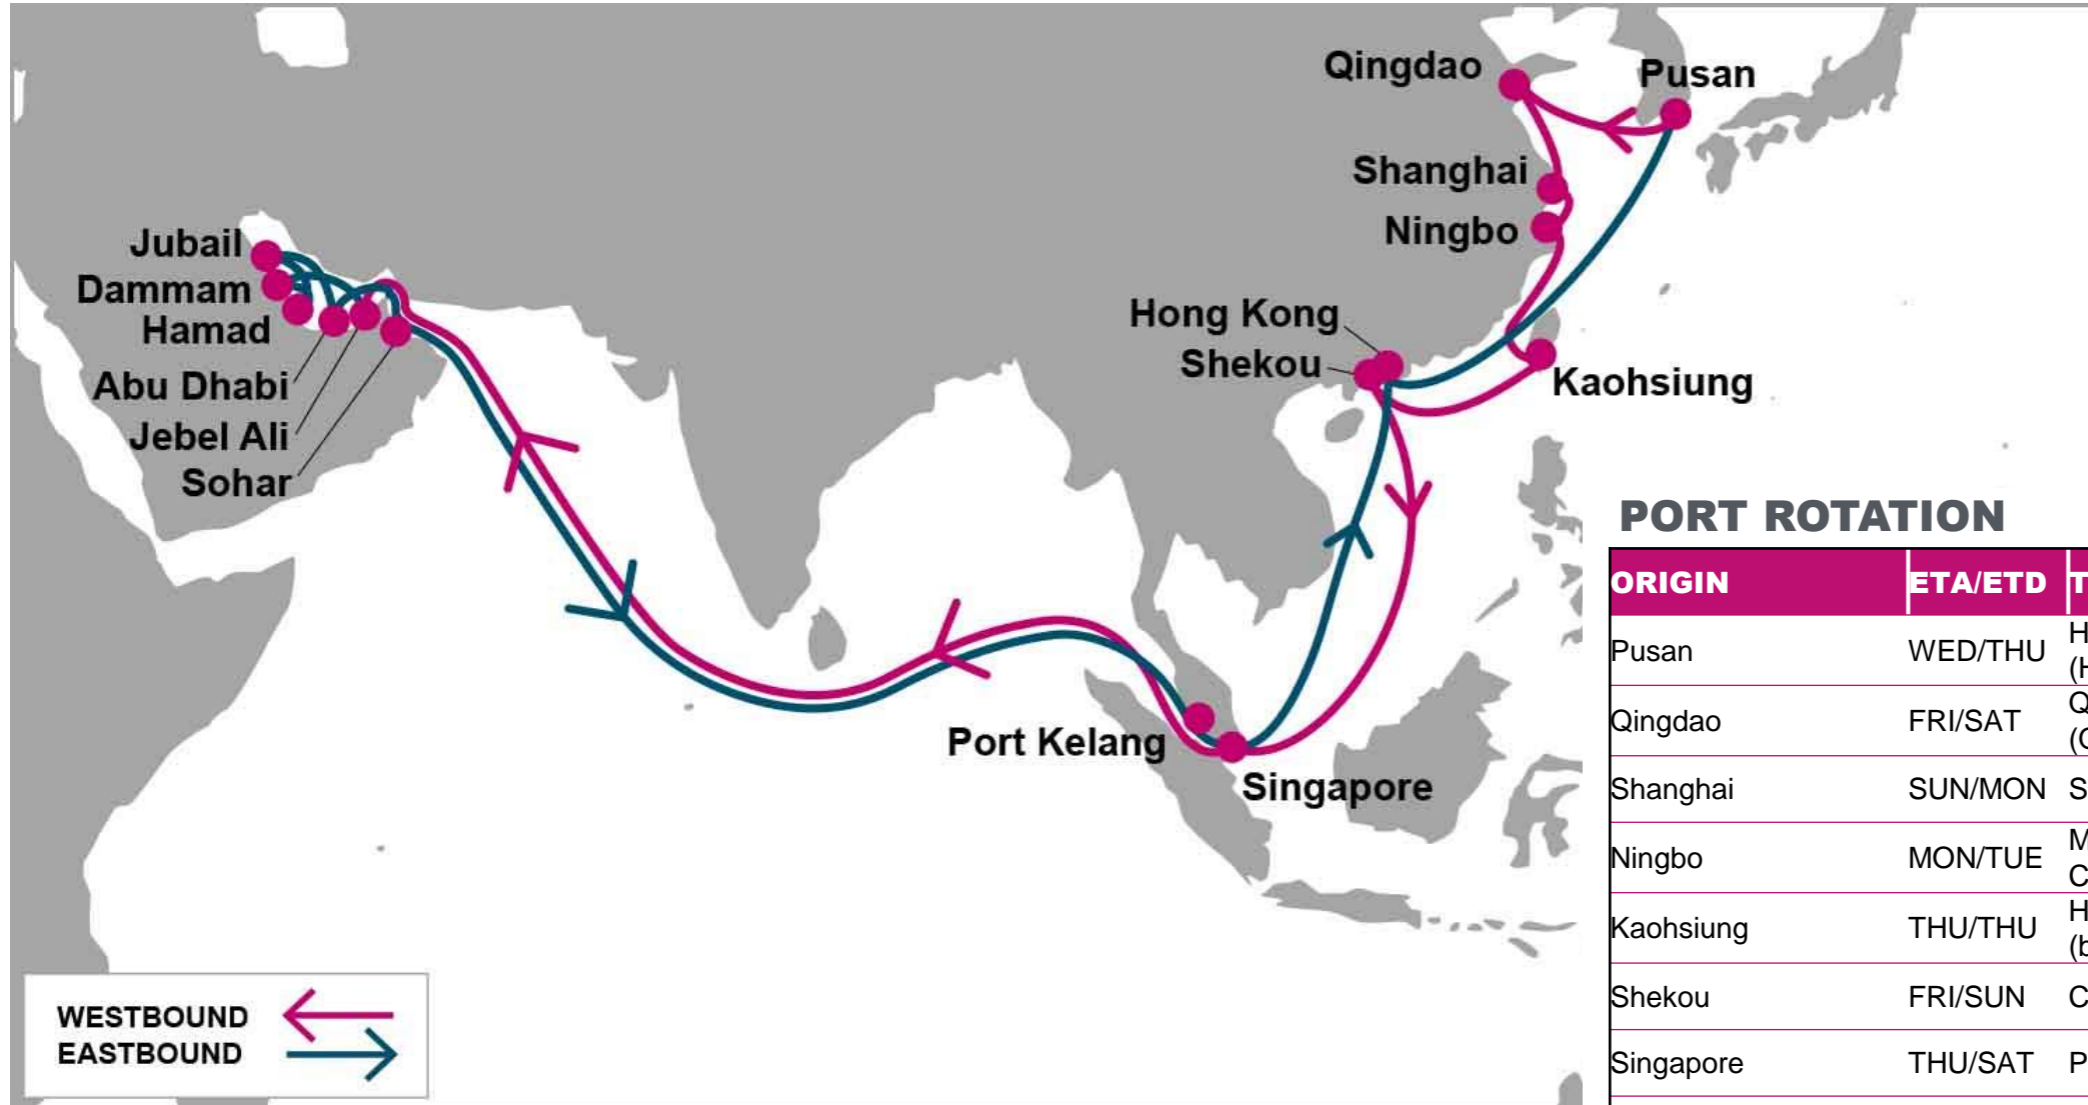 Qingdao
Pusan
Shanghai
Ningbo
Jubail
Dammam
Hamad
Abu Dhabi
Jebel Ali
Sohar
Hong Kong
Shekou
Kaohsiung
Port Kelang
Singapore
WESTBOUND
EASTBOUND
PORT ROTATION
ORIGIN ETA/ETD
Pusan WED/THU
Qingdao FRI/SAT
Shanghai SUN/MON
Ningbo MON/TUE
Kaohsiung THU/THU
Shekou FRI/SUN
Singapore THU/SAT